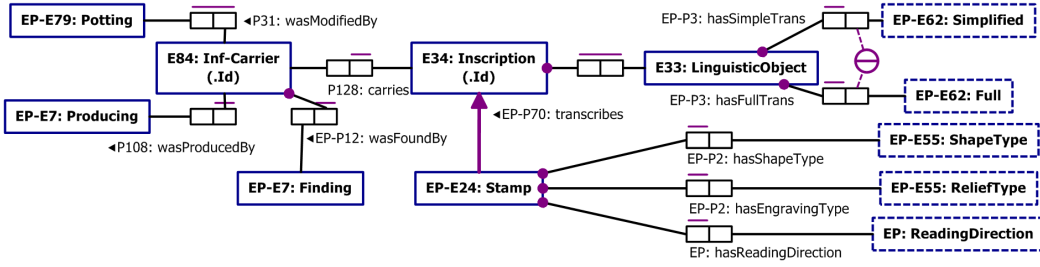 EP-E79: Potting
◄P31: wasModifiedBy
EP-P3: hasSimpleTrans
EP-E62: Simplified
E84: Inf-Carrier
(.Id)
P128: carries
E34: Inscription
(.Id)
E33: LinguisticObject
EP-P3: hasFullTrans
EP-E62: Full
EP-E7: Producing
◄P108: wasProducedBy
◄EP-P12: wasFoundBy
◄EP-P70: transcribes
EP-E7: Finding
EP-E24: Stamp
EP-P2: hasShapeType
EP-E55: ShapeType
EP-P2: hasEngravingType
EP-E55: ReliefType
EP: hasReadingDirection
EP: ReadingDirection